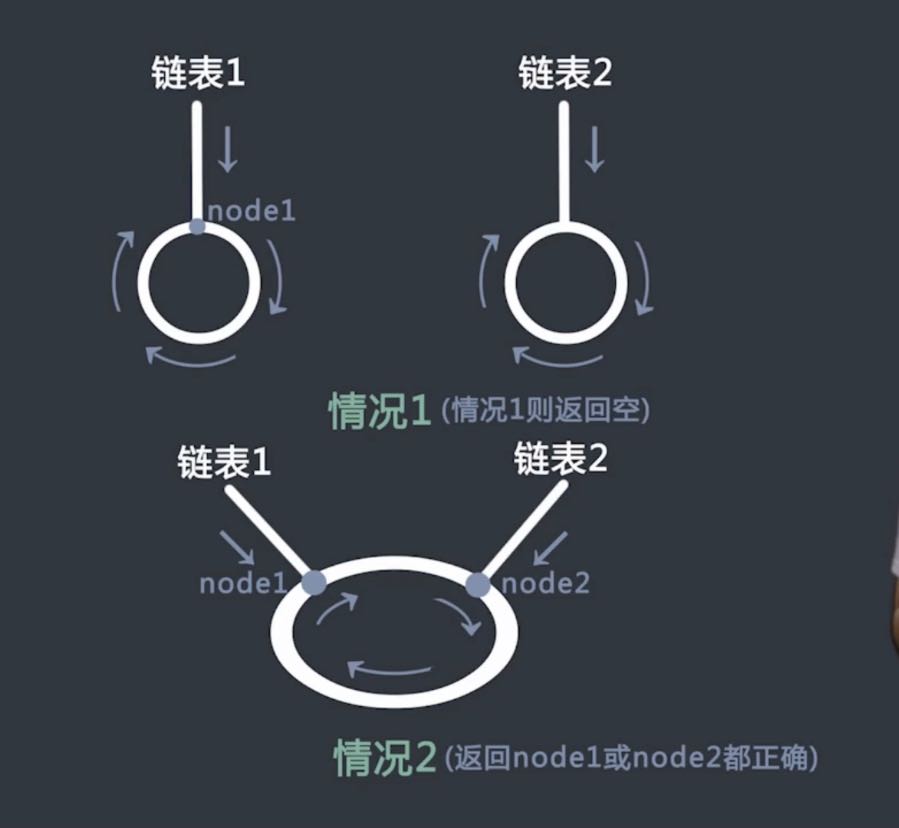 链表1 链表2
node1
情况1 (情况1则返回空)
链表1 链表2
node1 node2
情况2 (返回node1或node2都正确)